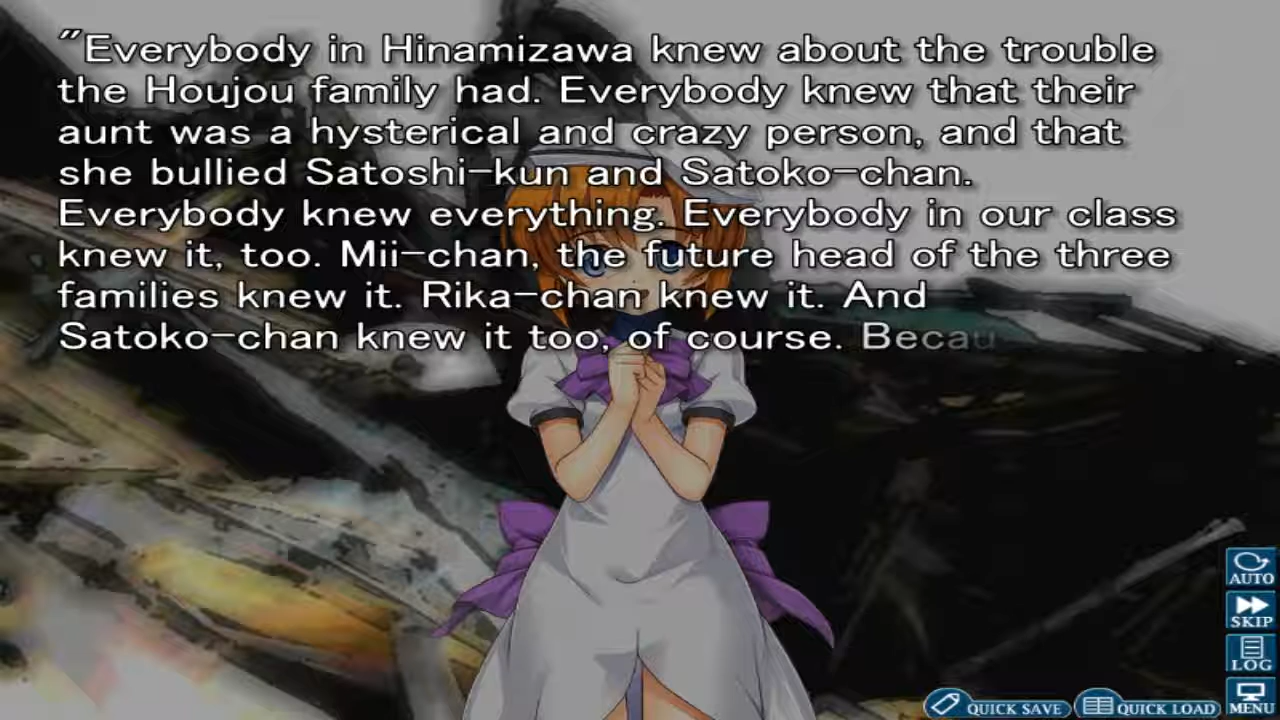 "Everybody in Hinamizawa knew about the trouble
the Houjou family had. Everybody knew that their
aunt was a hysterical and crazy person, and that
she bullied Satoshi-kun and Satoko-chan.
Everybody knew everything. Everybody in our class
knew it, too. Mii-chan, the future head of the three
families knew it. Rika-chan knew it. And
Satoko-chan knew it too, of course. Becau
AUTO
SKIP
LOG
MENU
QUICK SAVE
QUICK LOAD